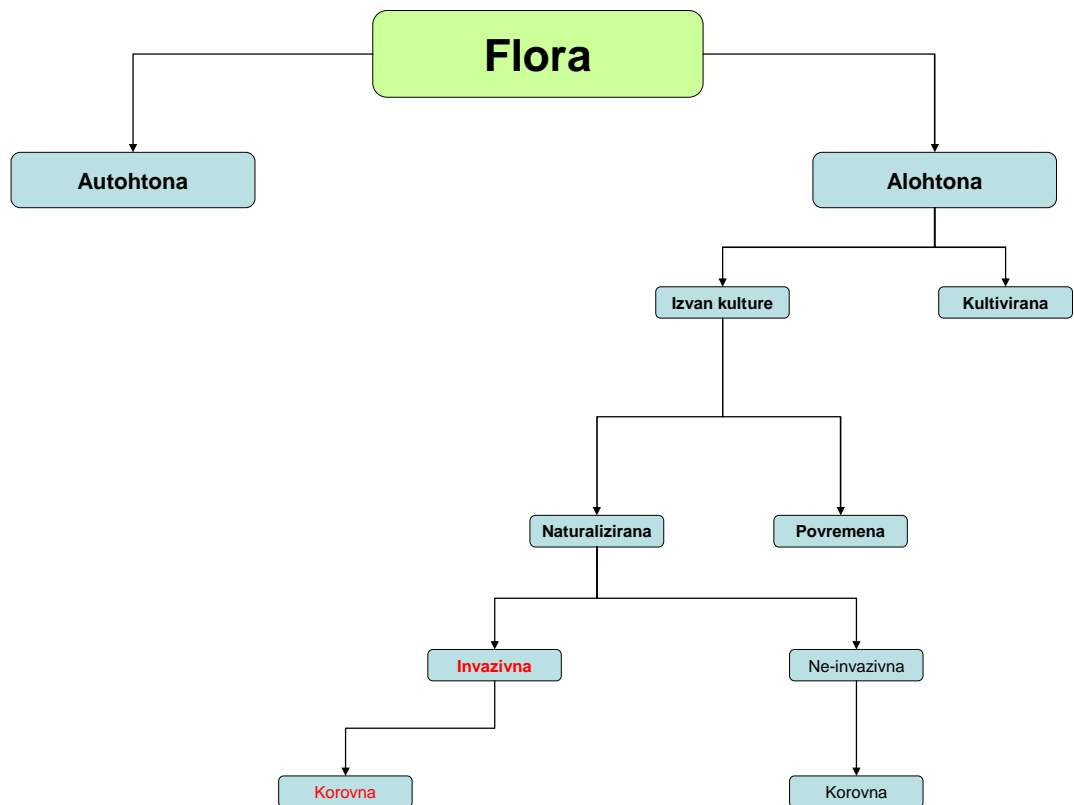 Flora
Autohtona
Alohtona
Izvan kulture
Kultivirana
Naturalizirana
Povremena
Invazivna
Ne-invazivna
Korovna
Korovna